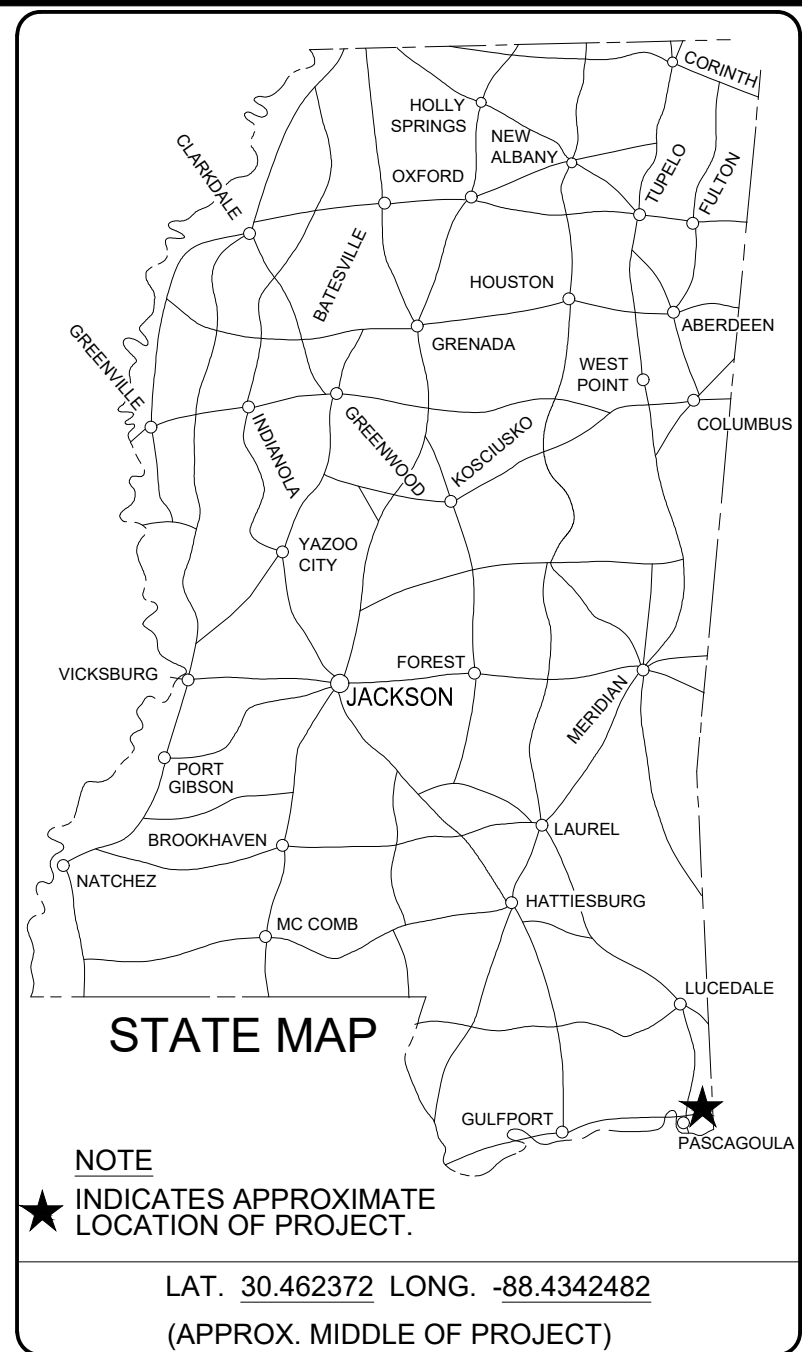 CORINTH
HOLLY
SPRINGS
NEW
ALBANY
CLARKDALE
OXFORD
TUPELO
FULTON
BATESVILLE
HOUSTON
GREENVILLE
GRENADA
ABERDEEN
WEST
POINT
INDIANOLA
GREENWOOD
KOSCIUSKO
COLUMBUS
YAZOO
CITY
VICKSBURG
FOREST
JACKSON
MERIDIAN
PORT
GIBSON
BROOKHAVEN
LAUREL
NATCHEZ
HATTIESBURG
MC COMB
LUCEDALE
STATE MAP
GULFPORT
PASCAGOULA
NOTE
INDICATES APPROXIMATE
LOCATION OF PROJECT.
LAT. 30.462372 LONG. -88.4342482
(APPROX. MIDDLE OF PROJECT)